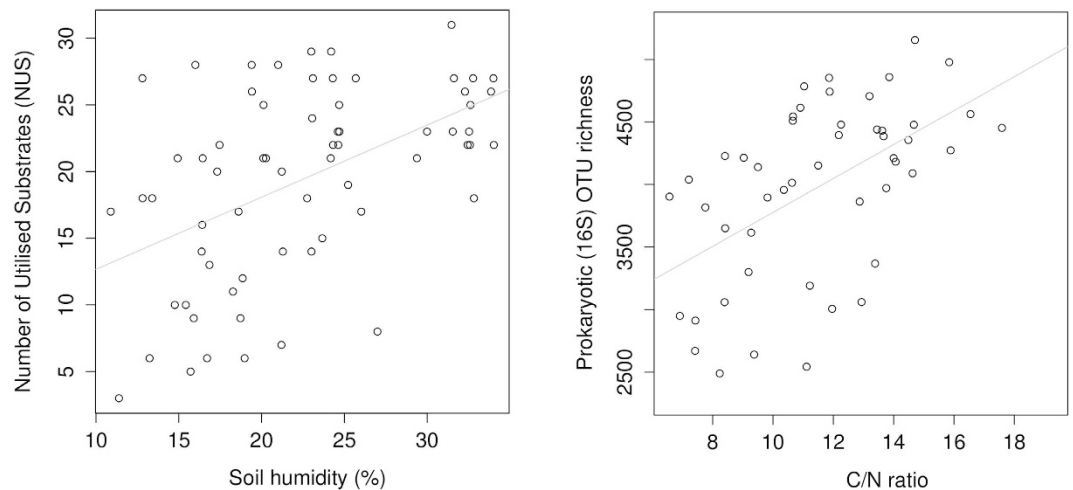 30
25
20
15
10
5
Number of Utilised Substrates (NUS)
10 15 20 25 30
Soil humidity (%)
4500
3500
2500
Prokaryotic (16S) OTU richness
8 10 12 14 16 18
C/N ratio